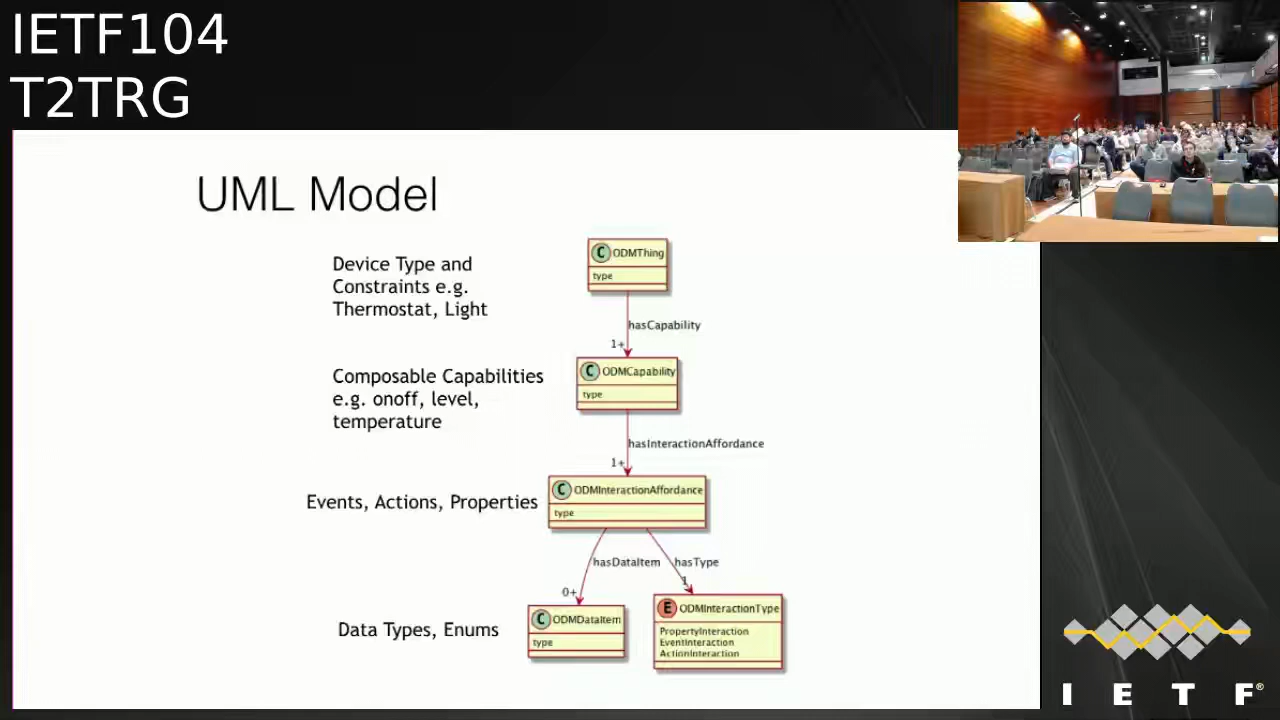 IETF104
T2TRG
UML Model
Device Type and
Constraints e.g.
Thermostat, Light
C ODMThing
type
hasCapability
1+
Composable Capabilities
e.g. onoff, level,
temperature
C ODMCapability
type
hasInteractionAffordance
1+
Events, Actions, Properties
C ODMInteractionAffordance
type
hasDataItem
hasType
0+
1
Data Types, Enums
C ODMDataItem
type
E ODMInteractionType
PropertyInteraction
EventInteraction
ActionInteraction
I E T F®